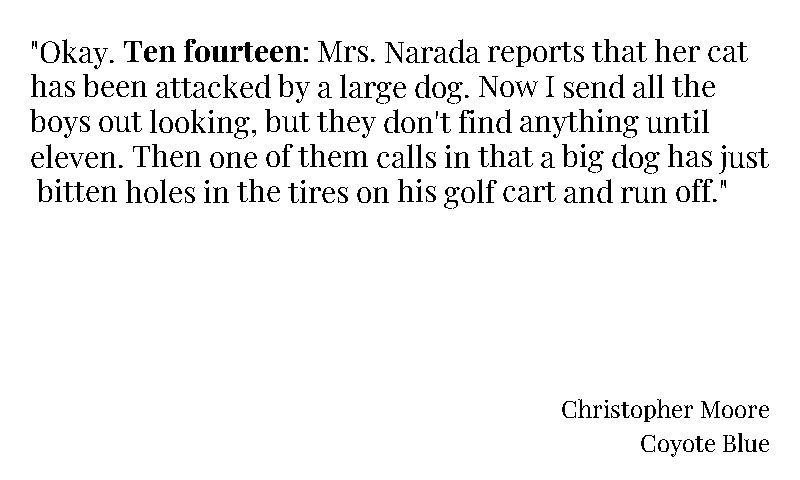 "Okay. Ten fourteen: Mrs. Narada reports that her cat
has been attacked by a large dog. Now I send all the
boys out looking, but they don't find anything until
eleven. Then one of them calls in that a big dog has just
bitten holes in the tires on his golf cart and run off."
Christopher Moore
Coyote Blue